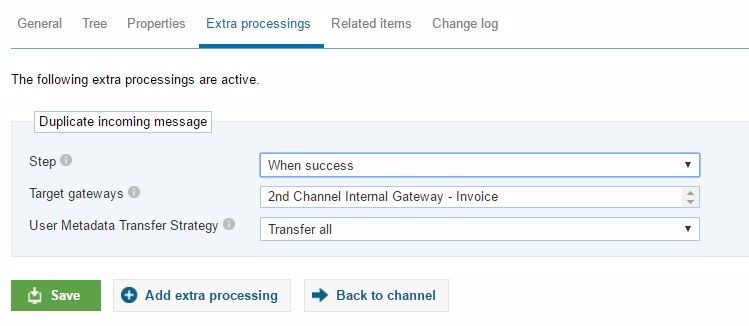 General Tree Properties Extra processings Related items Change log
The following extra processings are active.
Duplicate incoming message
Step When success
Target gateways 2nd Channel Internal Gateway - Invoice
User Metadata Transfer Strategy Transfer all
Save Add extra processing Back to channel